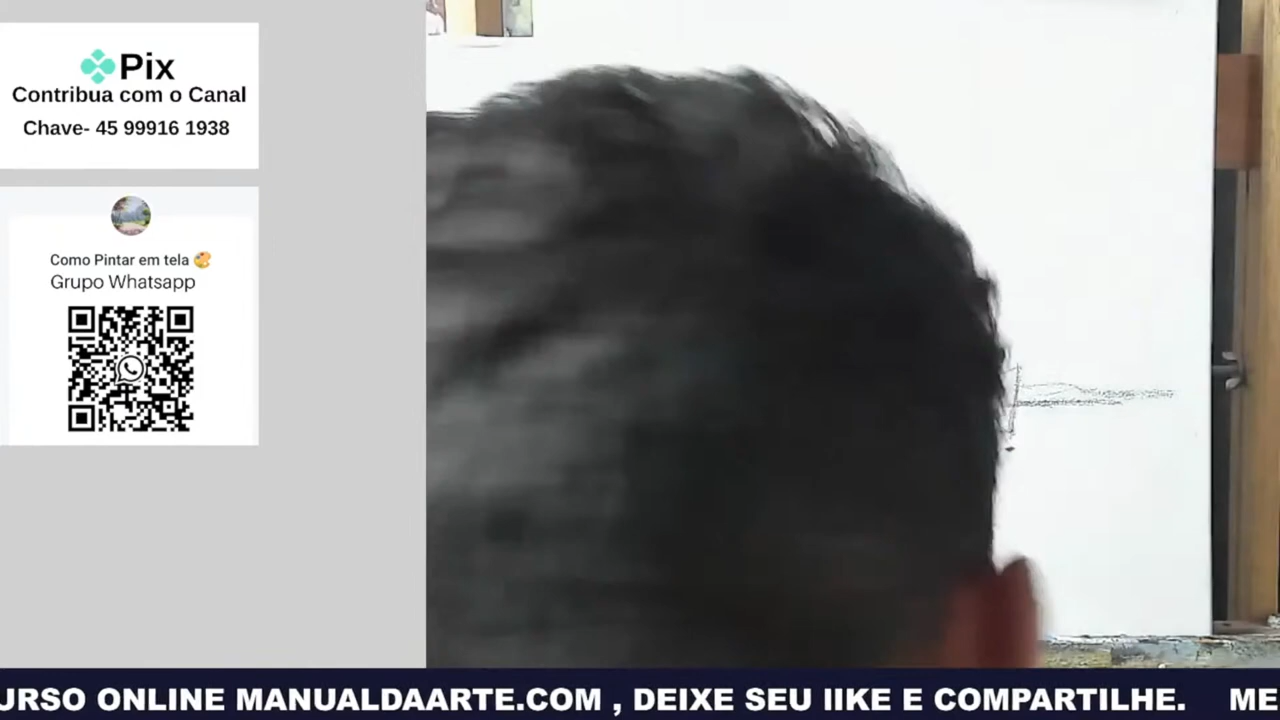 Pix
Contribua com o Canal
Chave- 45 99916 1938
Como Pintar em tela
Grupo Whatsapp
URSO ONLINE MANUALDAARTE.COM , DEIXE SEU IIKE E COMPARTILHE. ME